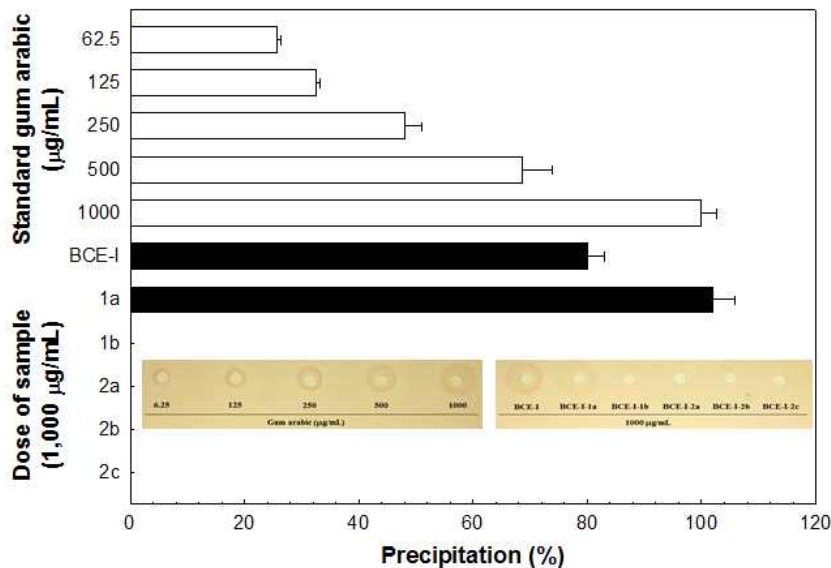 Standard gum arabic
(μg/mL)
62.5
125
250
500
1000
BCE-I
Dose of sample
(1,000 μg/mL)
1a
1b
2a
2b
2c
6.25 125 250 500 1000
Gum arabic (μg/mL)
BCE-I BCE-I-1a BCE-I-1b BCE-I-2a BCE-I-2b BCE-I-2c
1000 μg/mL
0 20 40 60 80 100 120
Precipitation (%)